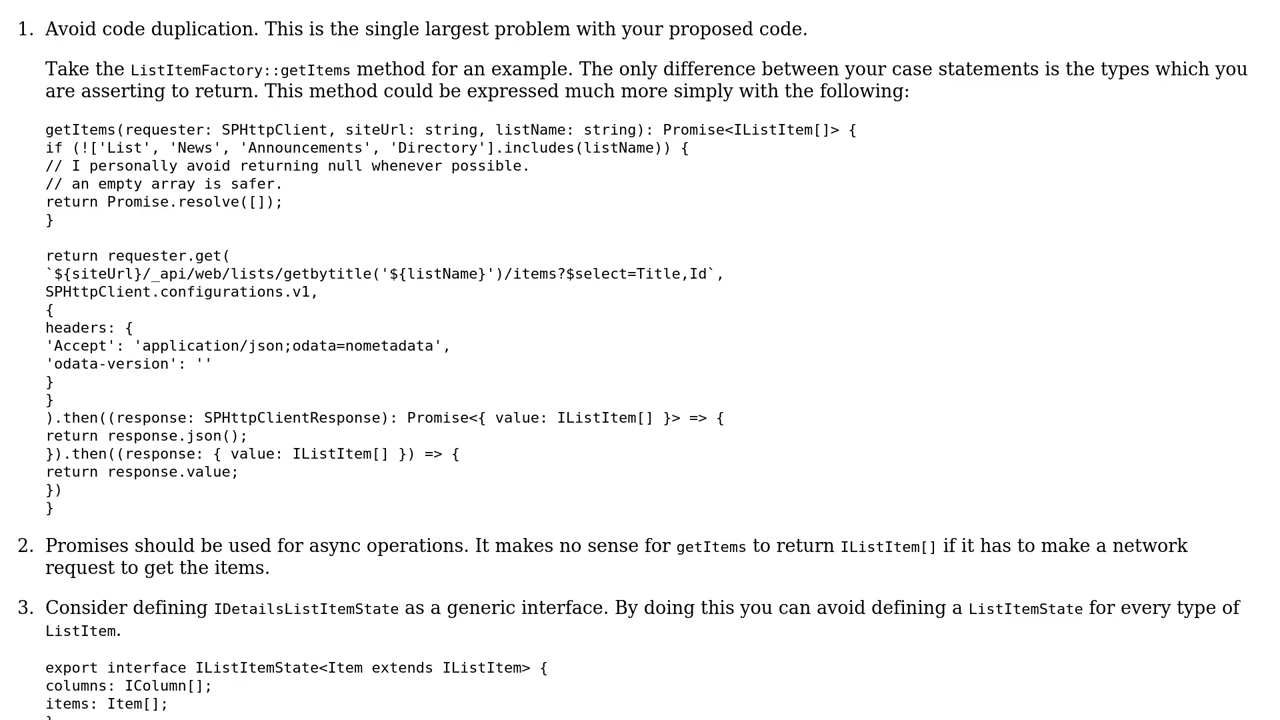 1. Avoid code duplication. This is the single largest problem with your proposed code.
Take the ListItemFactory::getItems method for an example. The only difference between your case statements is the types which you
are asserting to return. This method could be expressed much more simply with the following:
getItems(requester: SPHttpClient, siteUrl: string, listName: string): Promise<IListItem[]> {
if (!['List', 'News', 'Announcements', 'Directory'].includes(listName)) {
// I personally avoid returning null whenever possible.
// an empty array is safer.
return Promise.resolve([]);
}
return requester.get(
`${siteUrl}/_api/web/lists/getbytitle('${listName}')/items?$select=Title,Id`,
SPHttpClient.configurations.v1,
{
headers: {
'Accept': 'application/json;odata=nometadata',
'odata-version': ''
}
}
).then((response: SPHttpClientResponse): Promise<{ value: IListItem[] }> => {
return response.json();
}).then((response: { value: IListItem[] }) => {
return response.value;
})
}
2. Promises should be used for async operations. It makes no sense for getItems to return IListItem[] if it has to make a network
request to get the items.
3. Consider defining IDetailsListItemState as a generic interface. By doing this you can avoid defining a ListItemState for every type of
ListItem.
export interface IListItemState<Item extends IListItem> {
columns: IColumn[];
items: Item[];
}